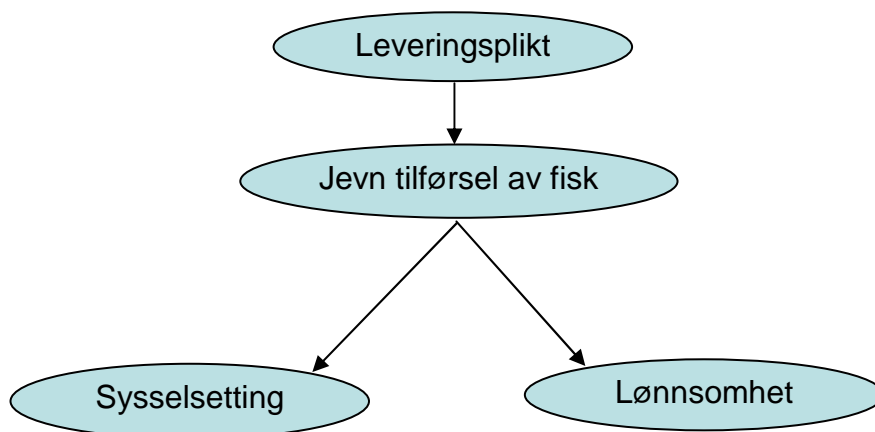 Leveringsplikt
Jevn tilførsel av fisk
Sysselsetting
Lønnsomhet